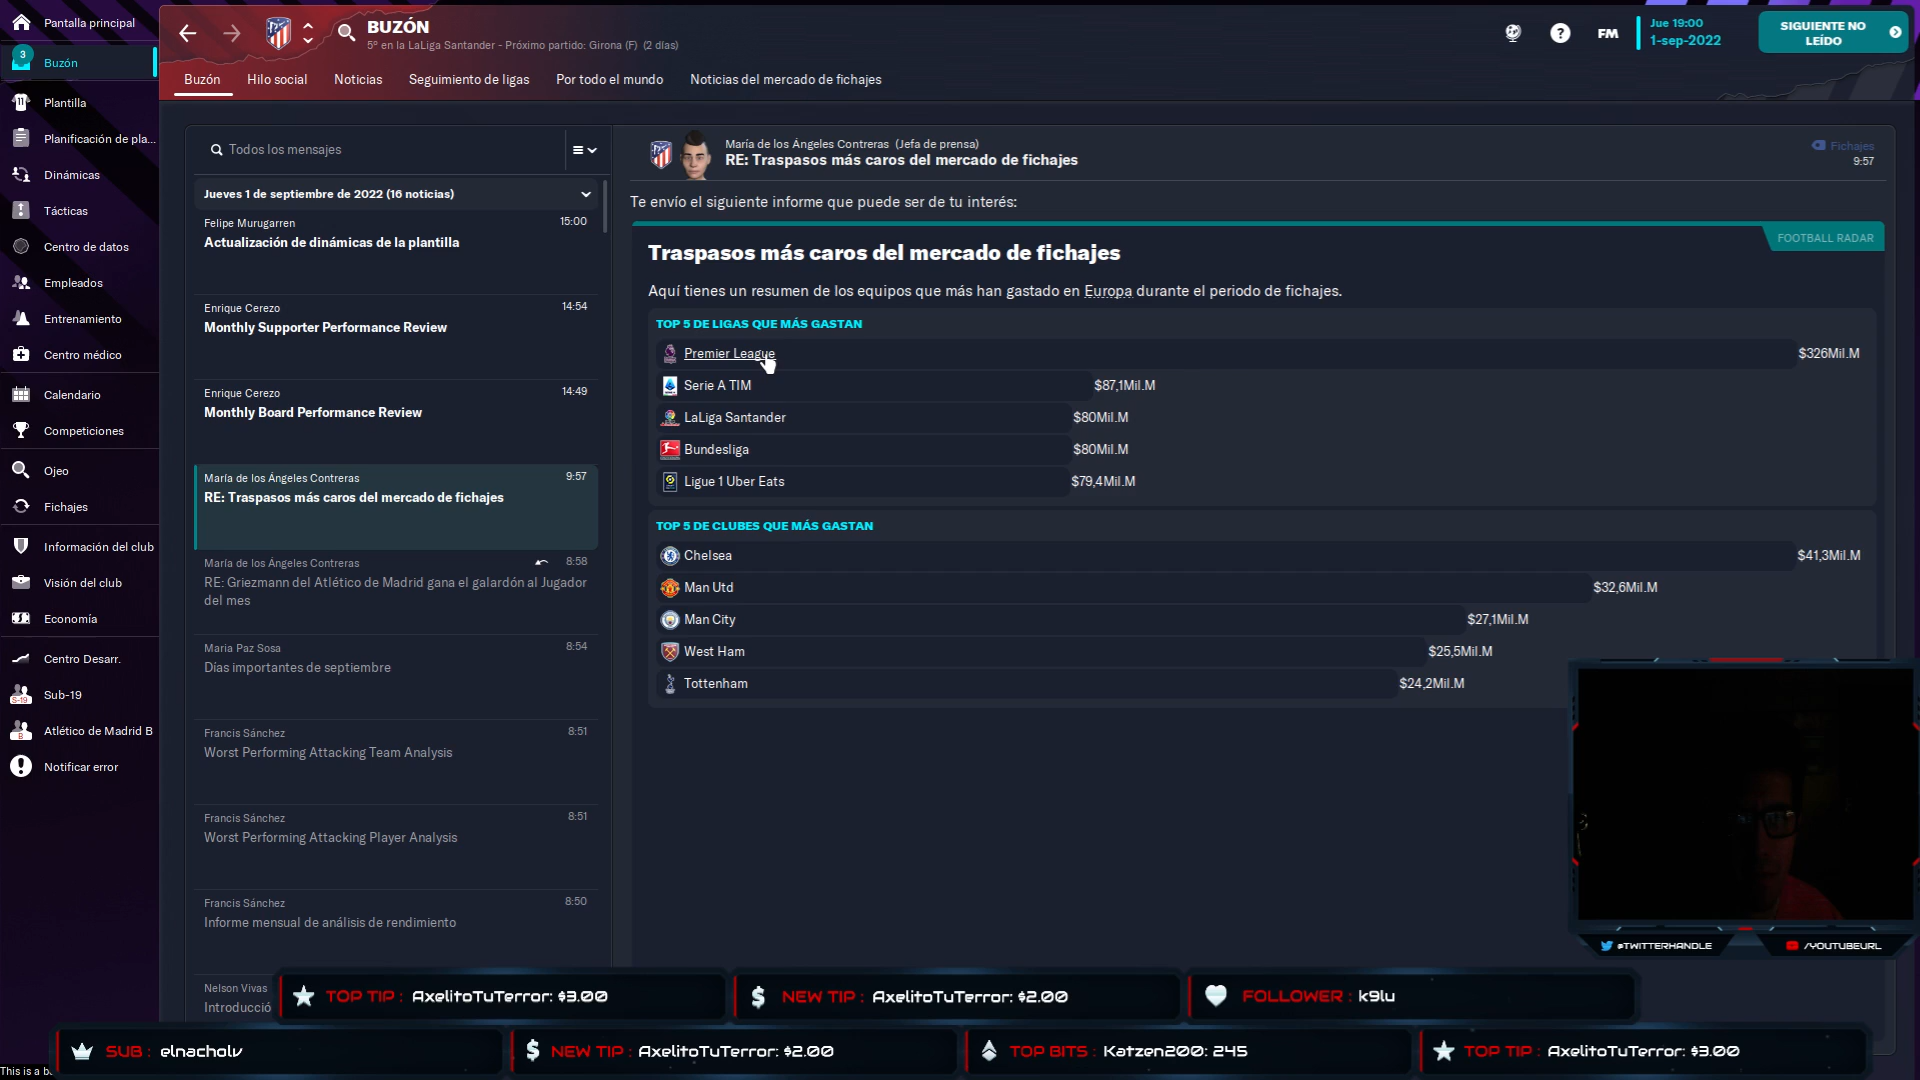 Pantalla principal
3
Buzón
Plantilla
Planificación de pla...
Dinámicas
Tácticas
Centro de datos
Empleados
Entrenamiento
Centro médico
Calendario
Competiciones
Ojeo
Fichajes
Información del club
Visión del club
Economía
Centro Desarr.
Sub-19
Atlético de Madrid B
Notificar error
BUZÓN
5º en la LaLiga Santander - Próximo partido: Girona (F) (2 días)
FM
Jue 19:00
1-sep-2022
SIGUIENTE NO
LEÍDO
Buzón
Hilo social
Noticias
Seguimiento de ligas
Por todo el mundo
Noticias del mercado de fichajes
Todos los mensajes
Jueves 1 de septiembre de 2022 (16 noticias)
Felipe Murugarren 15:00
Actualización de dinámicas de la plantilla
Enrique Cerezo 14:54
Monthly Supporter Performance Review
Enrique Cerezo 14:49
Monthly Board Performance Review
María de los Ángeles Contreras 9:57
RE: Traspasos más caros del mercado de fichajes
María de los Ángeles Contreras 8:58
RE: Griezmann del Atlético de Madrid gana el galardón al Jugador
del mes
Maria Paz Sosa 8:54
Días importantes de septiembre
Francis Sánchez 8:51
Worst Performing Attacking Team Analysis
Francis Sánchez 8:51
Worst Performing Attacking Player Analysis
Francis Sánchez 8:50
Informe mensual de análisis de rendimiento
Nelson Vivas
Introducció
María de los Ángeles Contreras (Jefa de prensa)
RE: Traspasos más caros del mercado de fichajes
Fichajes
9:57
Te envío el siguiente informe que puede ser de tu interés:
FOOTBALL RADAR
Traspasos más caros del mercado de fichajes
Aquí tienes un resumen de los equipos que más han gastado en Europa durante el periodo de fichajes.
TOP 5 DE LIGAS QUE MÁS GASTAN
Premier League $326Mil.M
Serie A TIM $87,1Mil.M
LaLiga Santander $80Mil.M
Bundesliga $80Mil.M
Ligue 1 Uber Eats $79,4Mil.M
TOP 5 DE CLUBES QUE MÁS GASTAN
Chelsea $41,3Mil.M
Man Utd $32,6Mil.M
Man City $27,1Mil.M
West Ham $25,5Mil.M
Tottenham $24,2Mil.M
@TWITTERHANDLE
/YOUTUBEURL
TOP TIP : AxelitoTuTerror: $3.00
NEW TIP : AxelitoTuTerror: $2.00
FOLLOWER : k9lu
SUB : elnacholv
NEW TIP : AxelitoTuTerror: $2.00
TOP BITS : Katzen200: 245
TOP TIP : AxelitoTuTerror: $3.00
This is a b